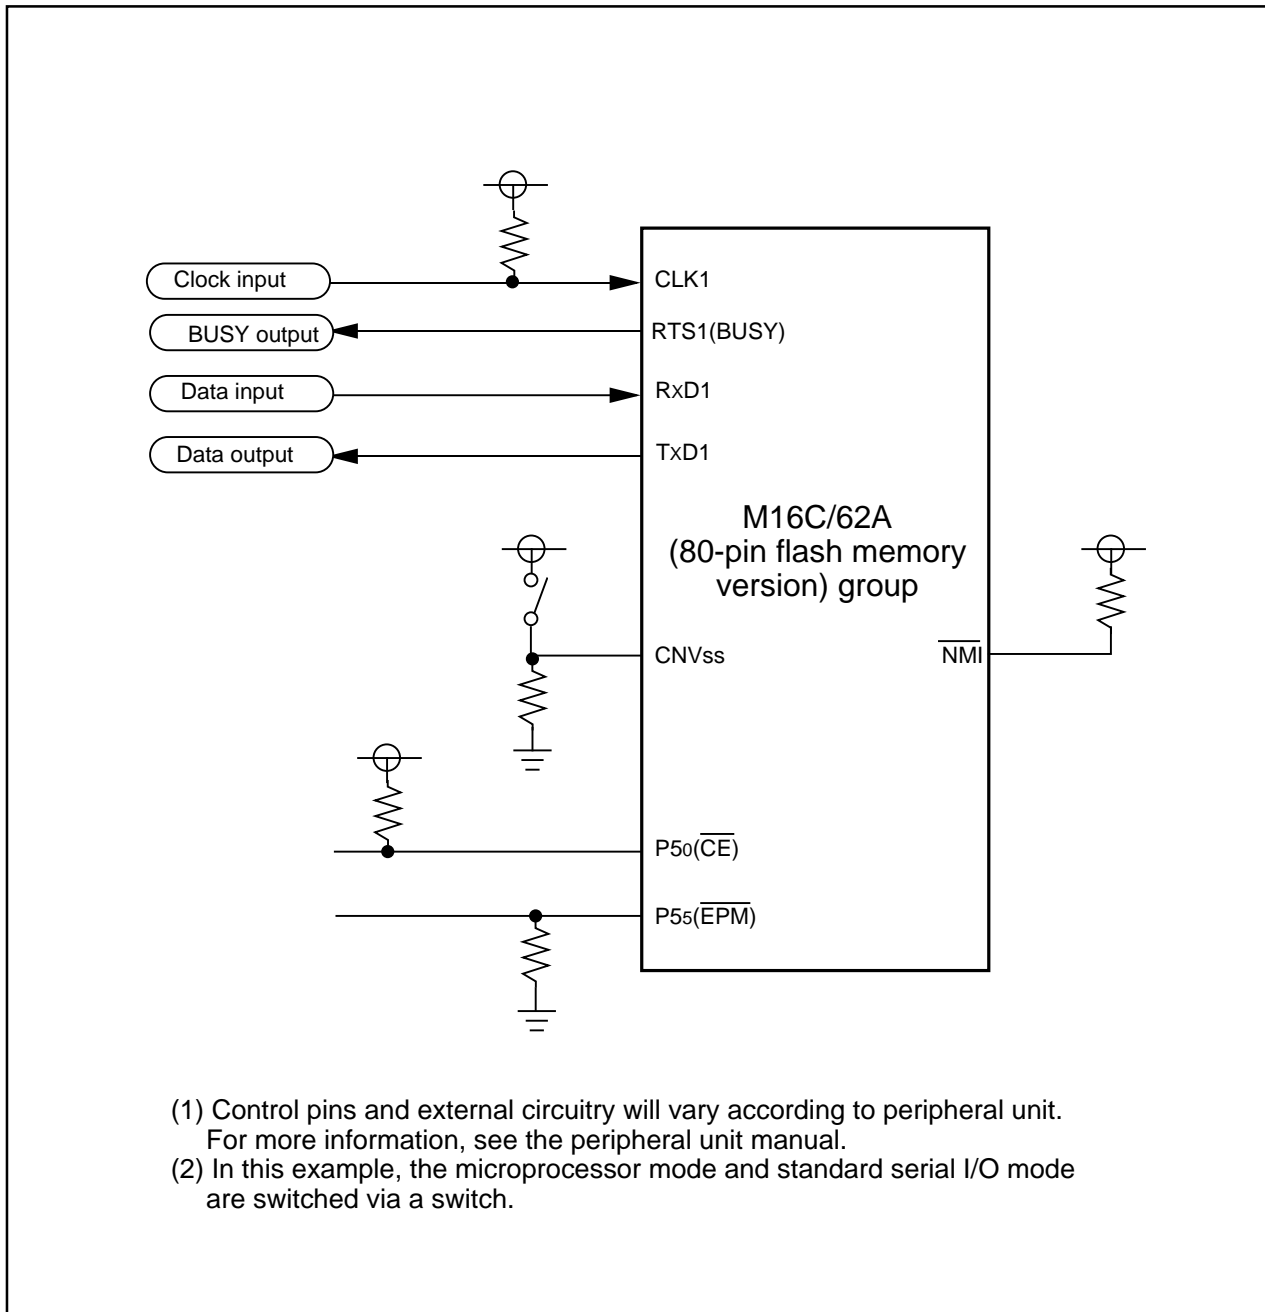 Clock input
CLK1
BUSY output
RTS1(BUSY)
Data input
RxD1
Data output
TxD1
M16C/62A
(80-pin flash memory
version) group
CNVss
NMI
P50(CE)
P55(EPM)
(1) Control pins and external circuitry will vary according to peripheral unit.
For more information, see the peripheral unit manual.
(2) In this example, the microprocessor mode and standard serial I/O mode
are switched via a switch.